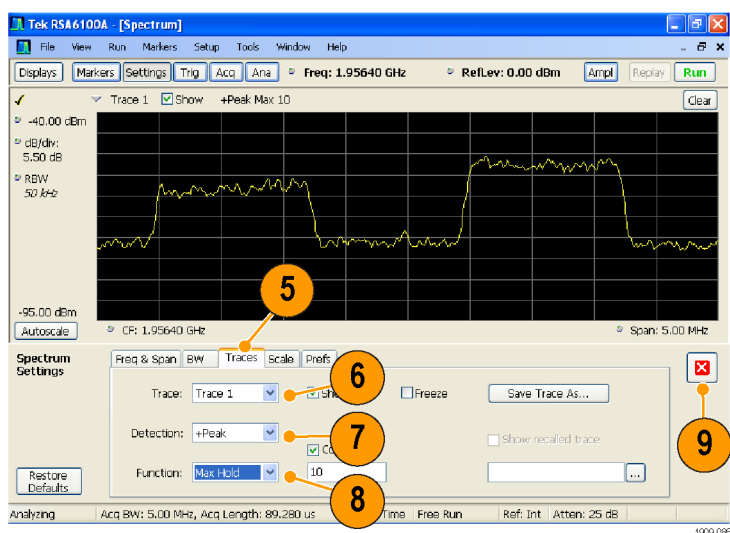 Tek RSA6100A - [Spectrum]
File View Run Markers Setup Tools Window Help
Displays Markers Settings Trig Acq Ana Freq: 1.95640 GHz RefLev: 0.00 dBm Ampl Replay Run
Trace 1 Show +Peak Max 10 Clear
-40.00 dBm
dB/div:
5.50 dB
RBW
50 kHz
-95.00 dBm
5
Autoscale CF: 1.95640 GHz Span: 5.00 MHz
Spectrum
Settings
Freq & Span BW Traces Scale Prefs
Trace: Trace 1 6 Freeze Save Trace As...
Detection: +Peak 7 Show recalled trace 9
Function: Max Hold 10 ...
8
Restore
Defaults
Analyzing Acq BW: 5.00 MHz, Acq Length: 89.280 us Time Free Run Ref: Int Atten: 25 dB